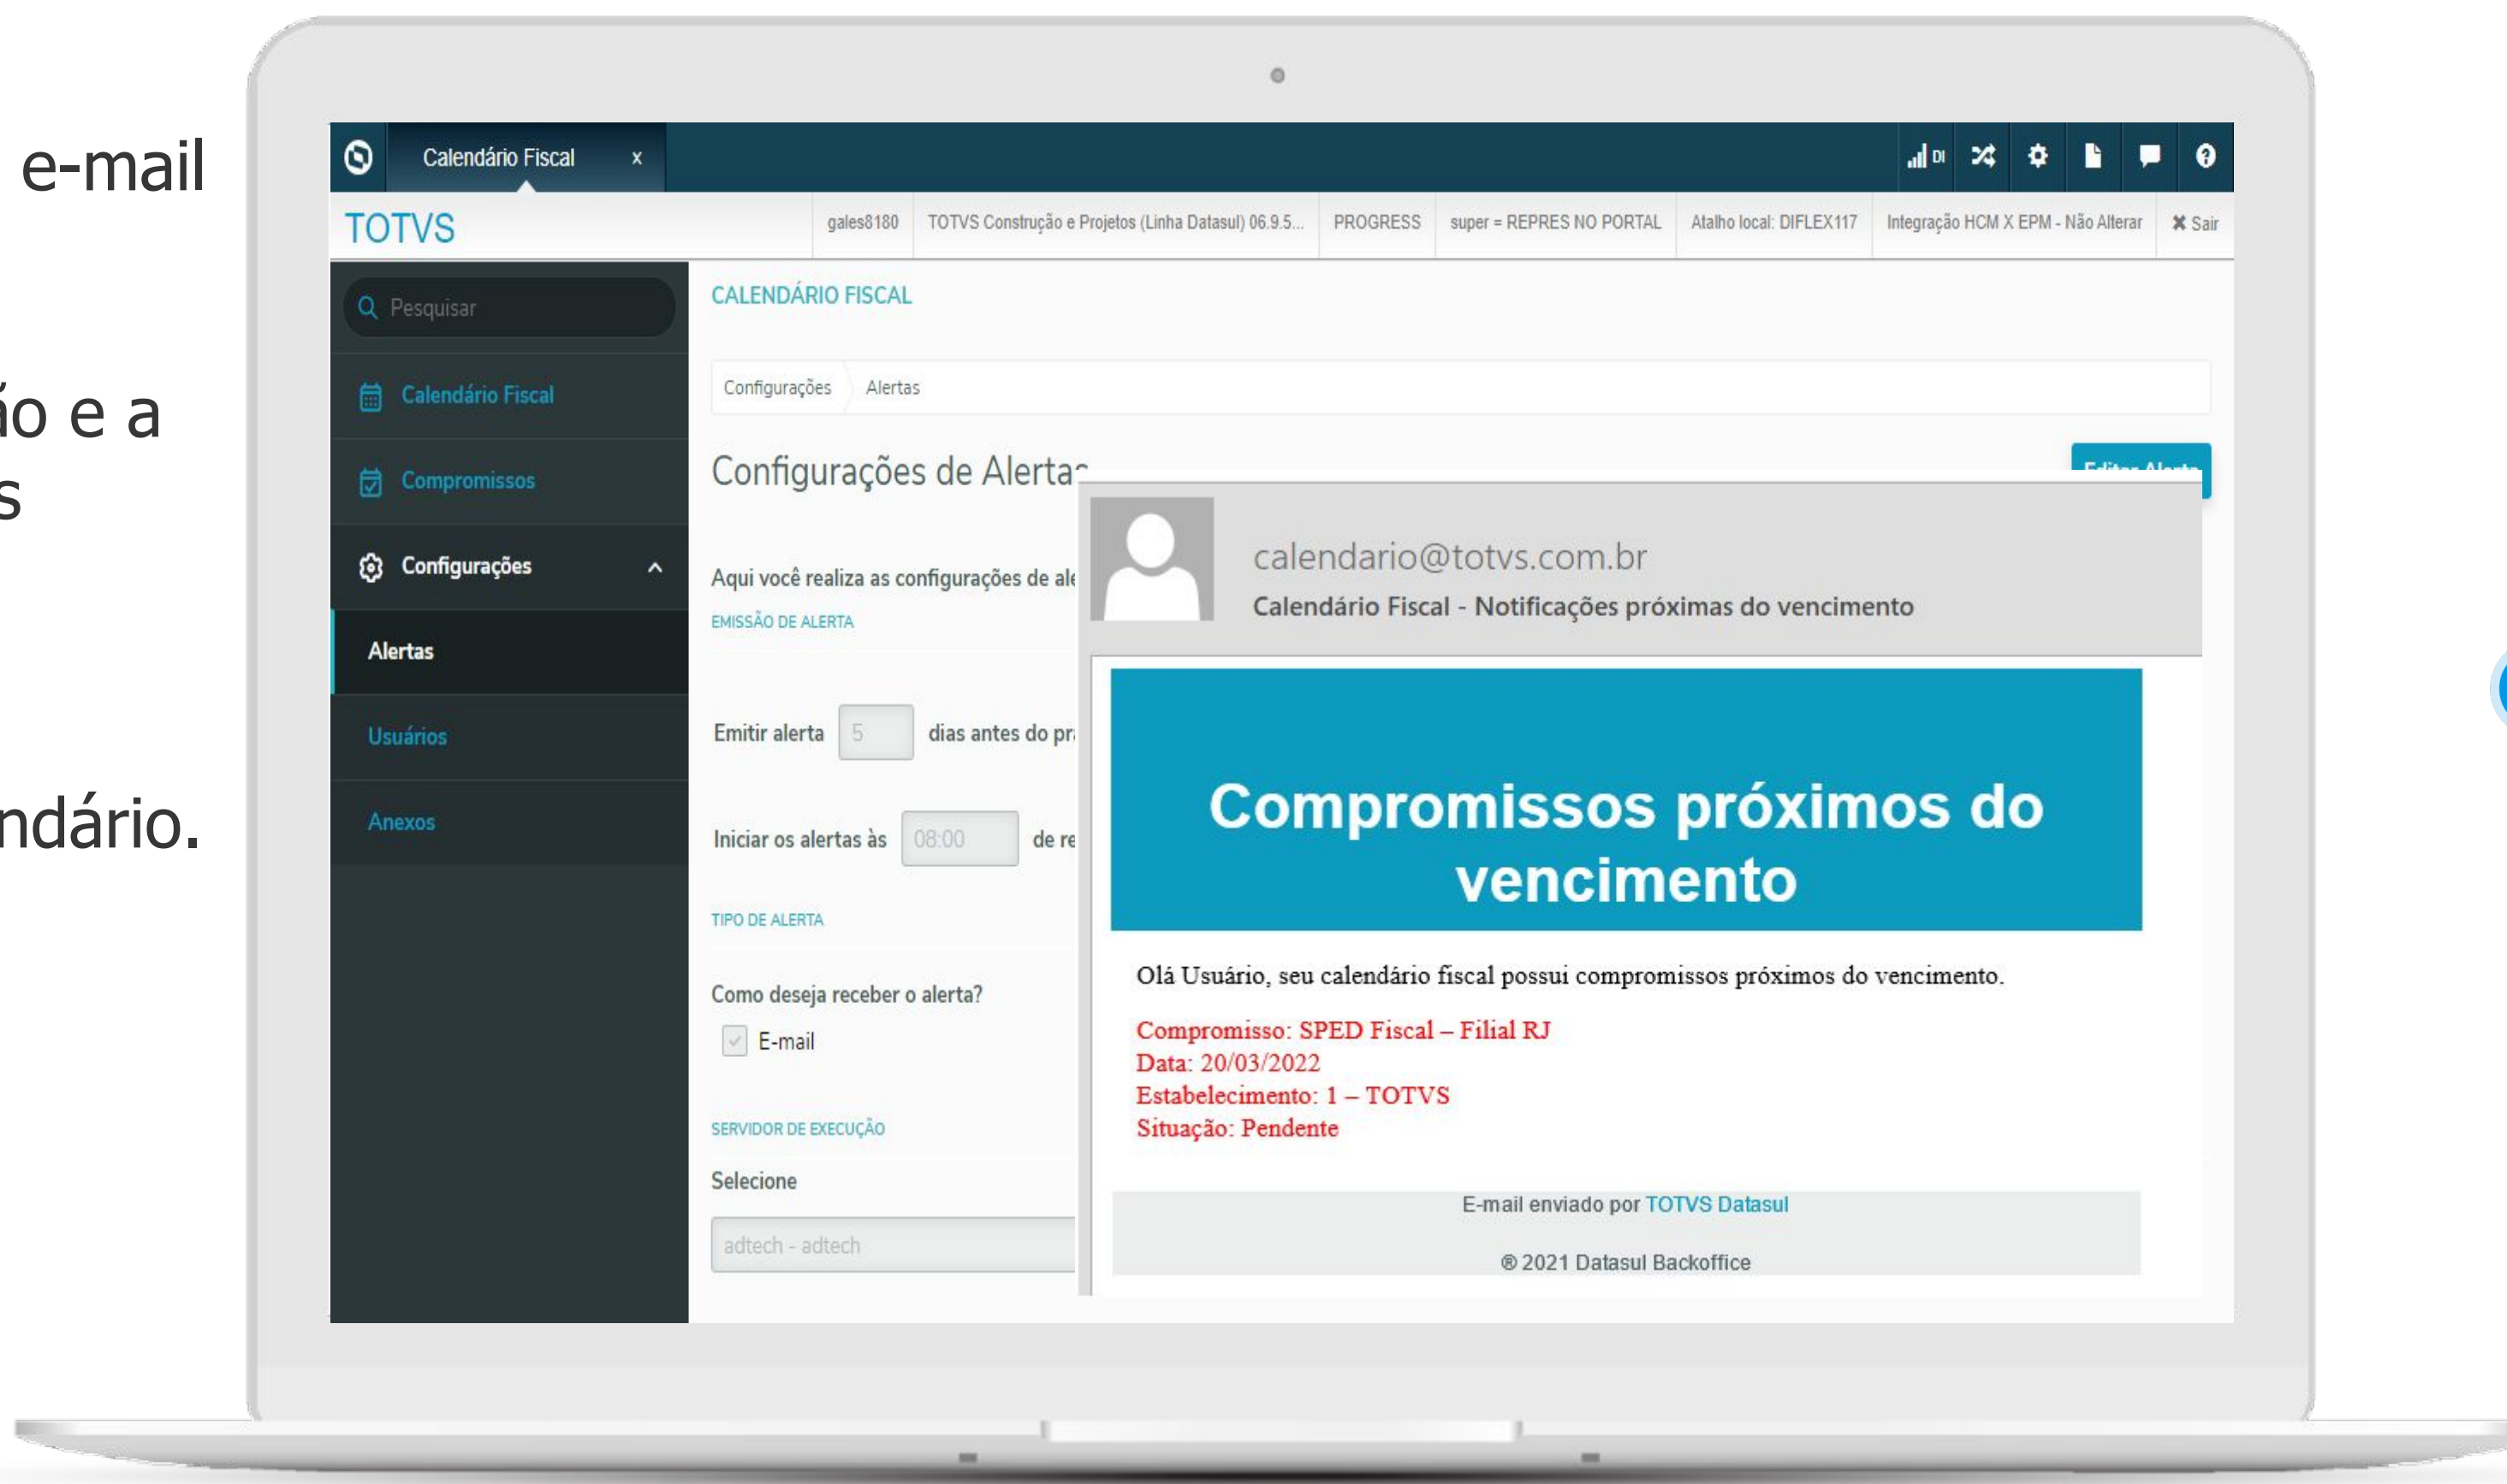 e-mail
ão e a
s
ndário.
Calendário Fiscal x
DI
TOTVS
gales8180
TOTVS Construção e Projetos (Linha Datasul) 06.9.5...
PROGRESS
super = REPRES NO PORTAL
Atalho local: DIFLEX117
Integração HCM X EPM - Não Alterar
Sair
Pesquisar
Calendário Fiscal
Compromissos
Configurações
Alertas
Usuários
Anexos
CALENDÁRIO FISCAL
Configurações Alertas
Configurações de Alertas
Editar Alerta
Aqui você realiza as configurações de ale
EMISSÃO DE ALERTA
Emitir alerta 5 dias antes do pra
Iniciar os alertas às 08:00 de re
TIPO DE ALERTA
Como deseja receber o alerta?
E-mail
SERVIDOR DE EXECUÇÃO
Selecione
adtech - adtech
calendario@totvs.com.br
Calendário Fiscal - Notificações próximas do vencimento
Compromissos próximos do
vencimento
Olá Usuário, seu calendário fiscal possui compromissos próximos do vencimento.
Compromisso: SPED Fiscal – Filial RJ
Data: 20/03/2022
Estabelecimento: 1 – TOTVS
Situação: Pendente
E-mail enviado por TOTVS Datasul
® 2021 Datasul Backoffice